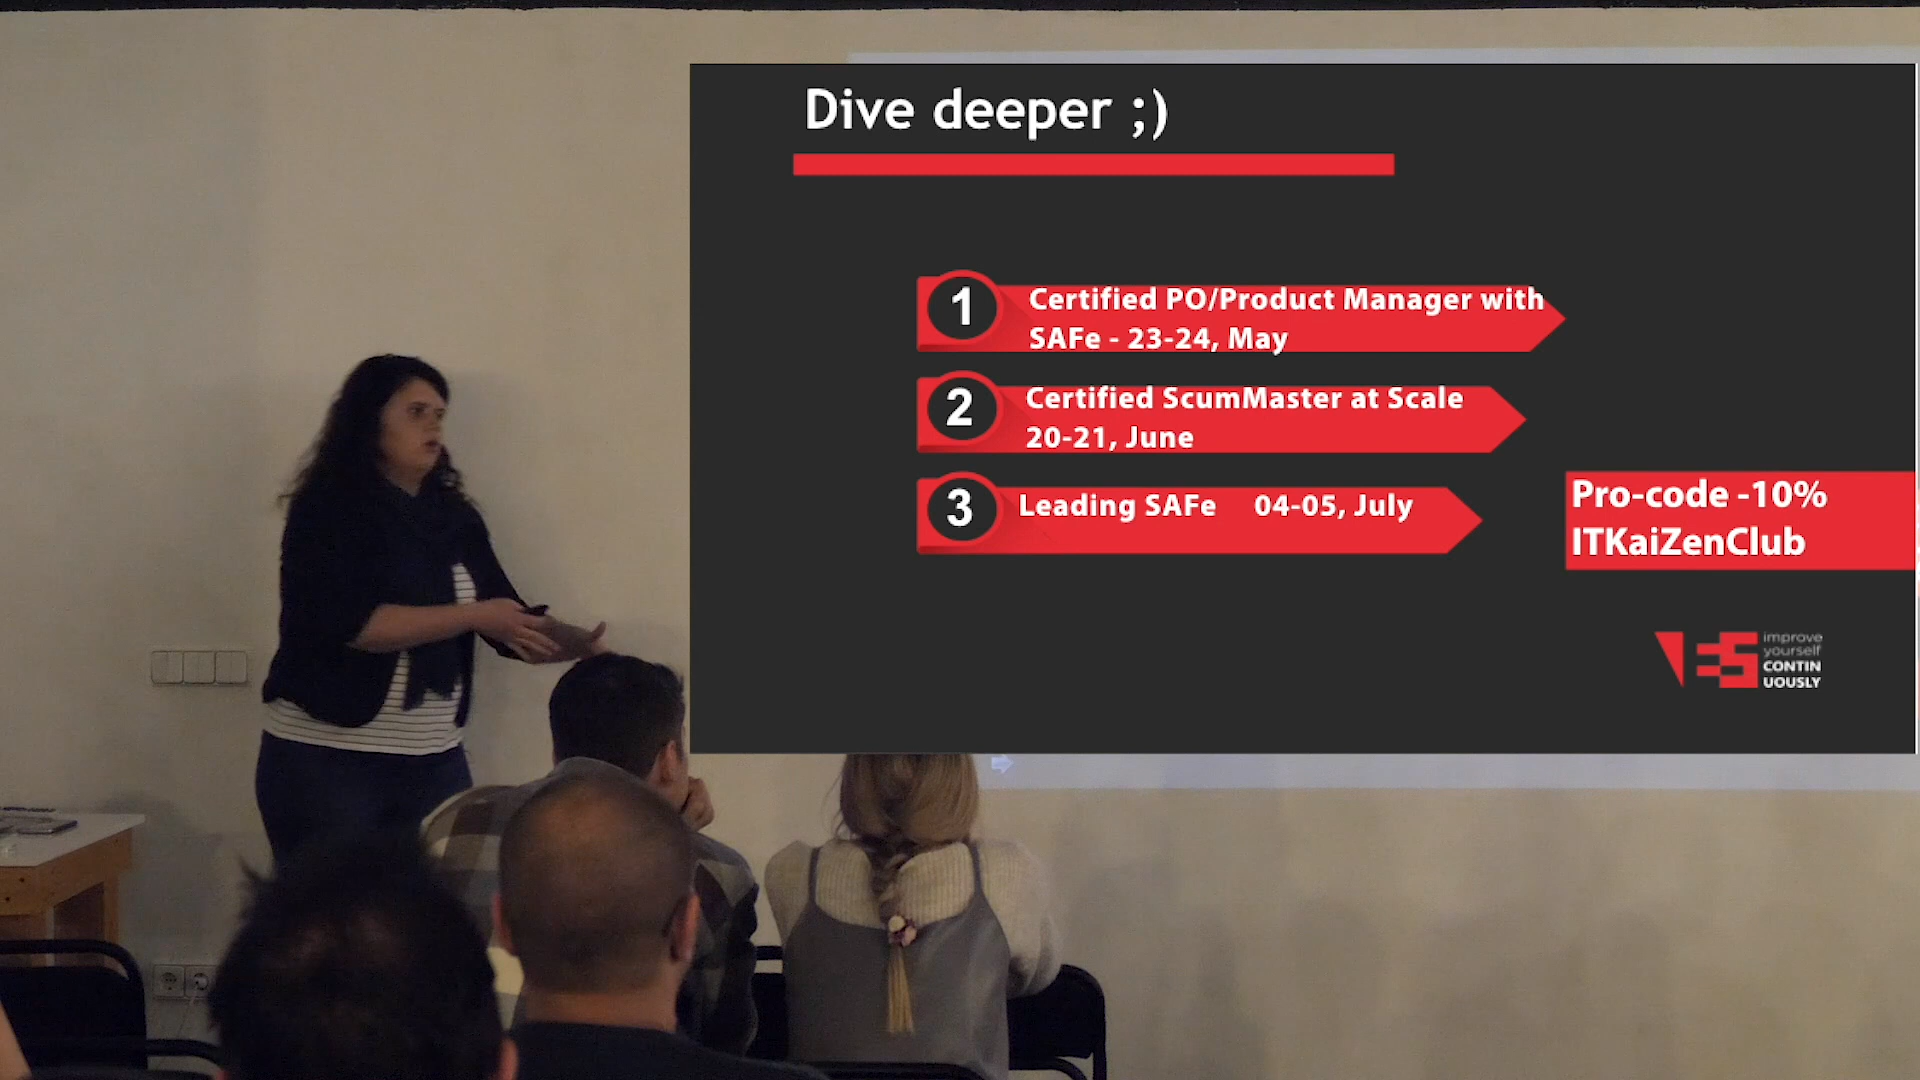 Dive deeper ;)
1
Certified PO/Product Manager with
SAFe - 23-24, May
2
Certified ScumMaster at Scale
20-21, June
3
Leading SAFe 04-05, July
Pro-code -10%
ITKaiZenClub
YES
improve
yourself
CONTIN
UOUSLY